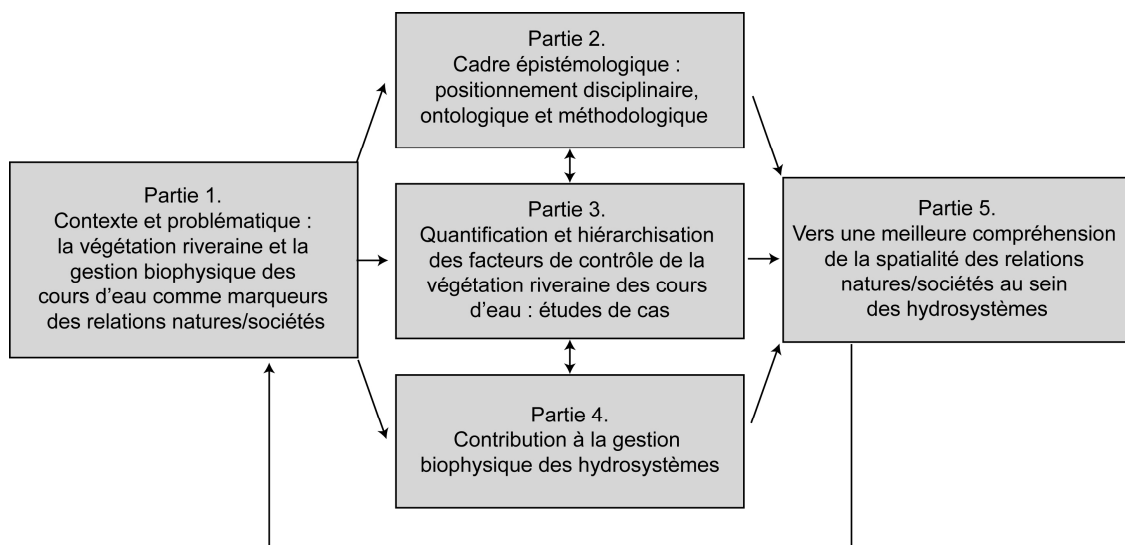 Partie 1.
Contexte et problématique :
la végétation riveraine et la
gestion biophysique des
cours d'eau comme marqueurs
des relations natures/sociétés
Partie 2.
Cadre épistémologique :
positionnement disciplinaire,
ontologique et méthodologique
Partie 3.
Quantification et hiérarchisation
des facteurs de contrôle de la
végétation riveraine des cours
d'eau : études de cas
Partie 4.
Contribution à la gestion
biophysique des hydrosystèmes
Partie 5.
Vers une meilleure compréhension
de la spatialité des relations
natures/sociétés au sein
des hydrosystèmes